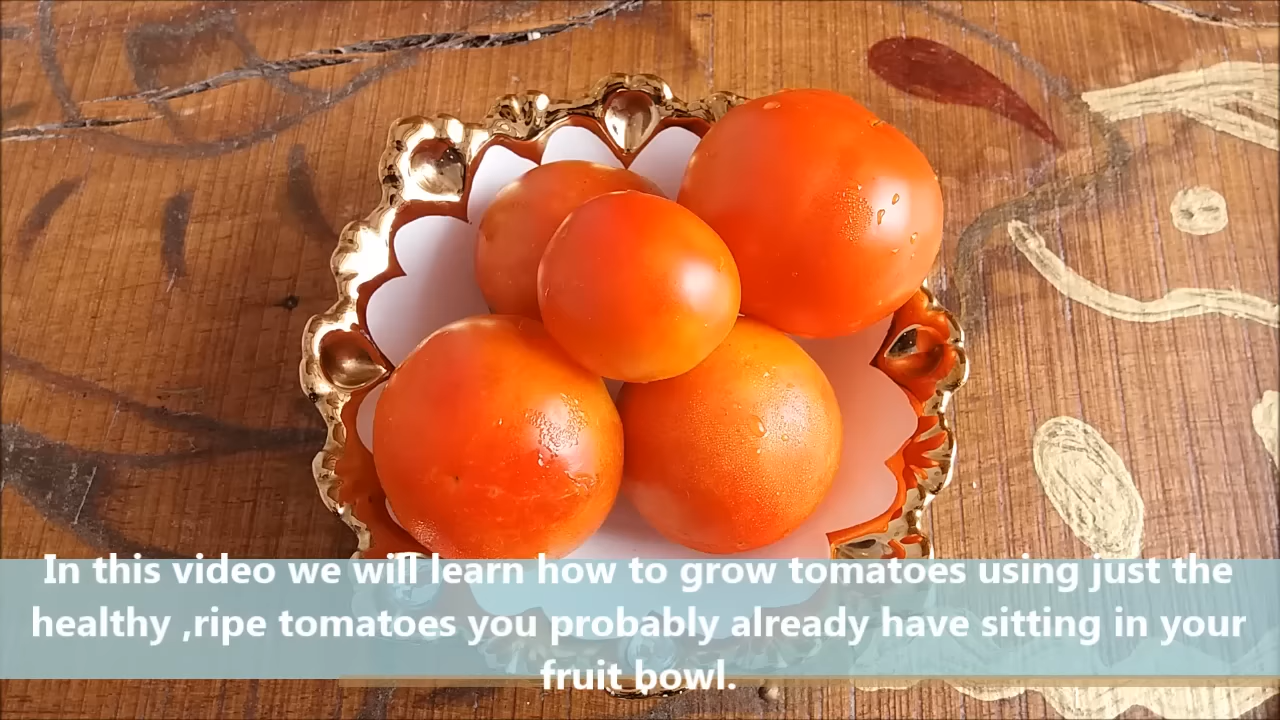 In this video we will learn how to grow tomatoes using just the
healthy ,ripe tomatoes you probably already have sitting in your
fruit bowl.